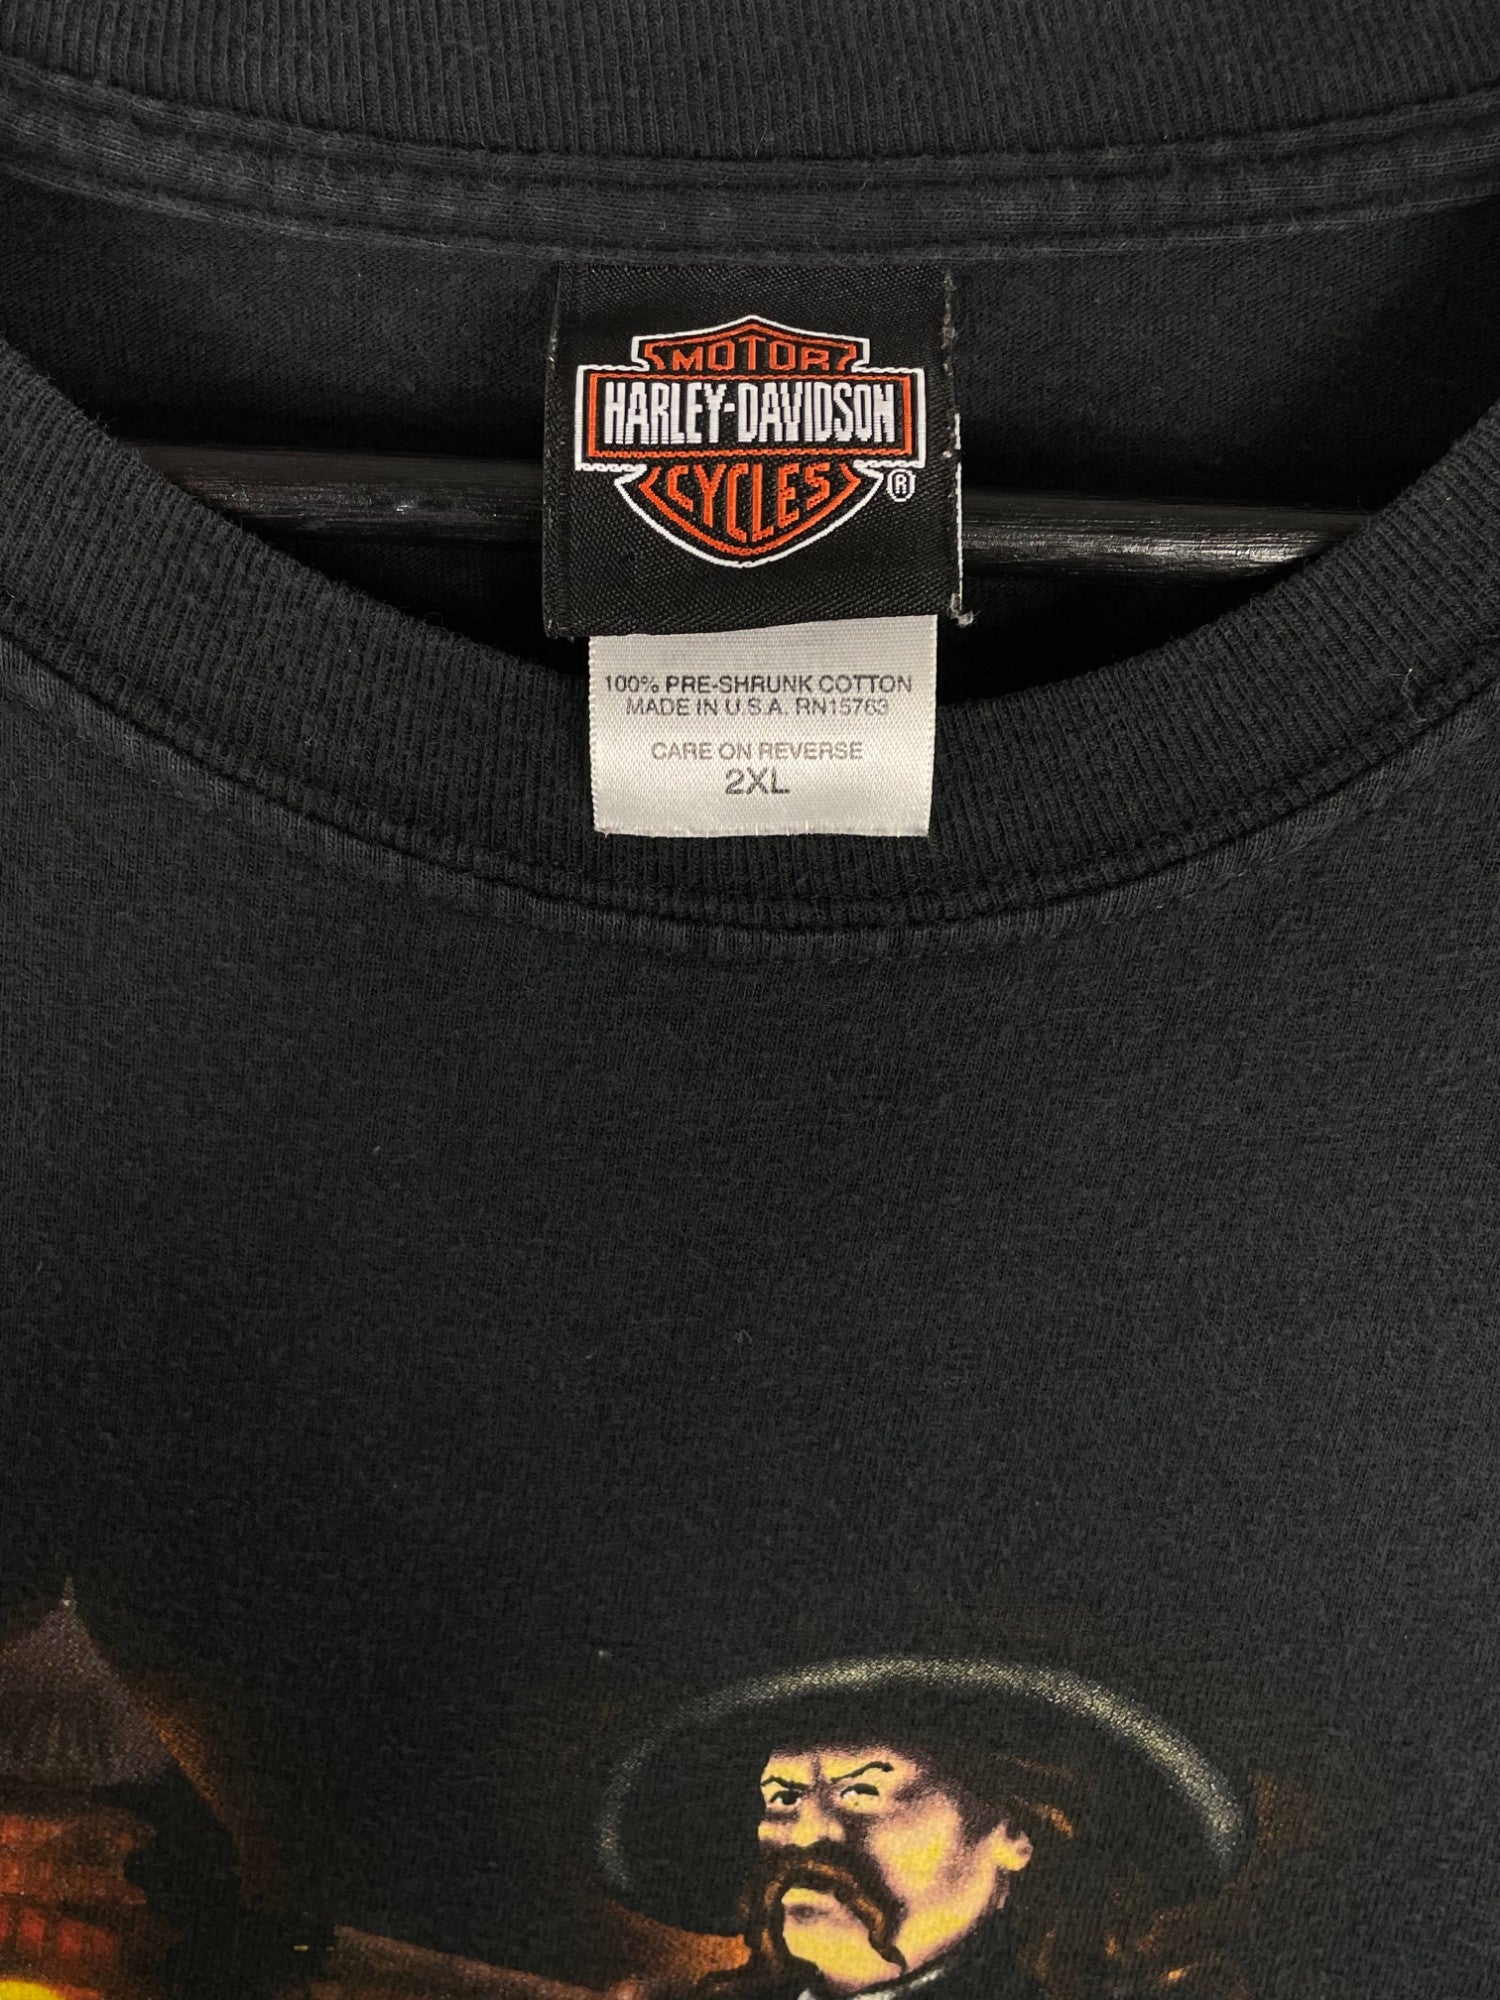 MOTOR
HARLEY-DAVIDSON
CYCLES
®
100% PRE-SHRUNK COTTON
MADE IN U.S.A. RN15763
CARE ON REVERSE
2XL